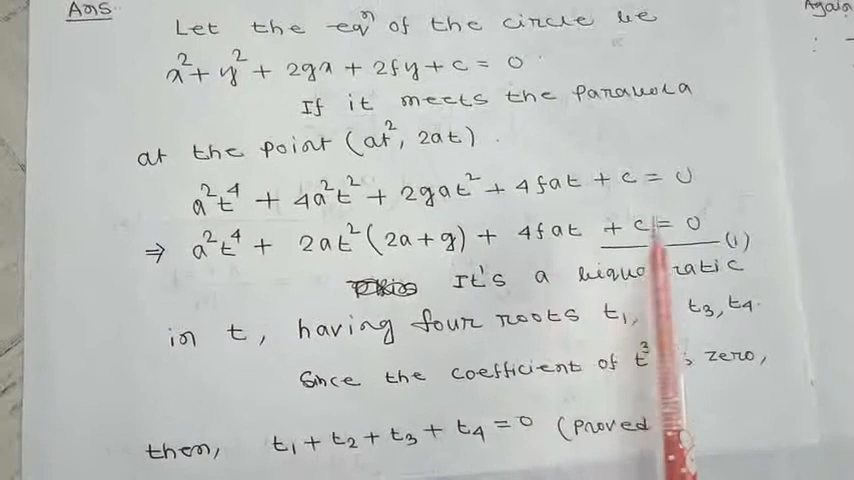 Ans
Let the eqⁿ of the circle be
x² + y² + 2gx + 2fy + c = 0
If it meets the parabola
at the point (at², 2at).
a²t⁴ + 4a²t² + 2gat² + 4fat + c = 0
⇒ a²t⁴ + 2at²(2a+g) + 4fat + c = 0 —(1)
It's a biquadratic
in t, having four roots t₁, t₃, t₄.
Since the coefficient of t³ is zero,
then, t₁ + t₂ + t₃ + t₄ = 0 (Proved
Again